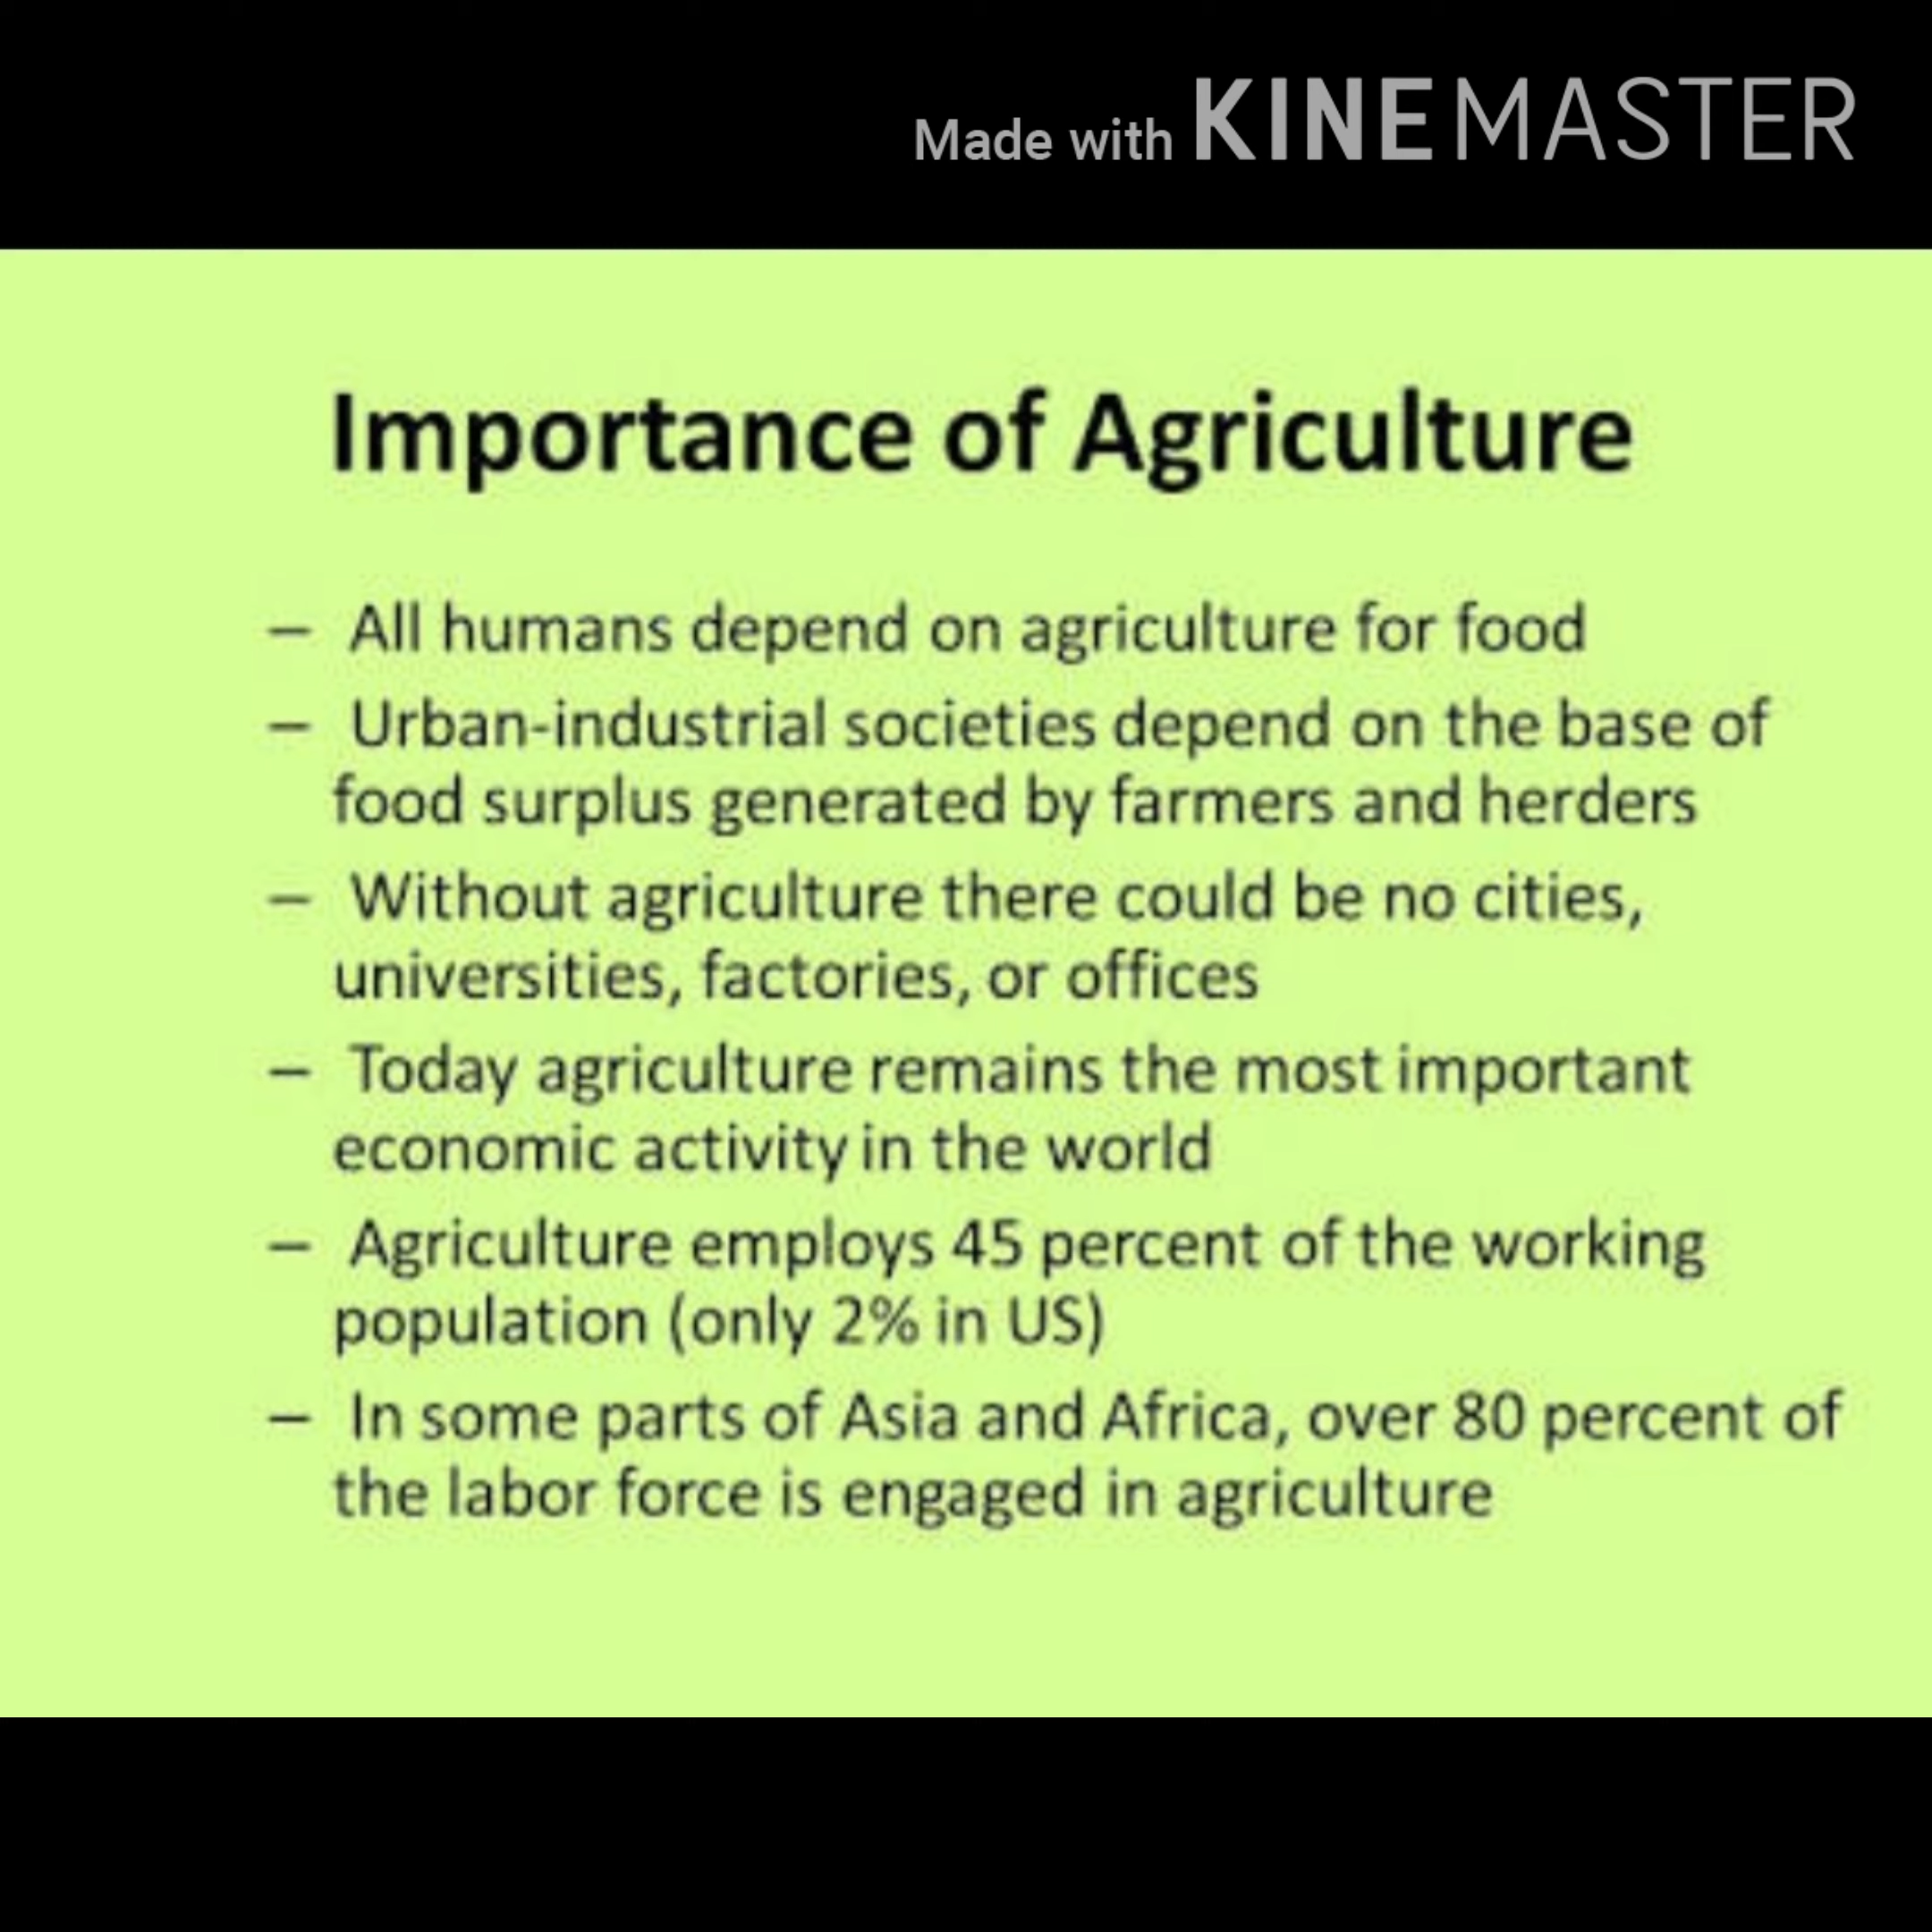 Made with KINEMASTER
Importance of Agriculture
– All humans depend on agriculture for food
– Urban-industrial societies depend on the base of
food surplus generated by farmers and herders
– Without agriculture there could be no cities,
universities, factories, or offices
– Today agriculture remains the most important
economic activity in the world
– Agriculture employs 45 percent of the working
population (only 2% in US)
– In some parts of Asia and Africa, over 80 percent of
the labor force is engaged in agriculture